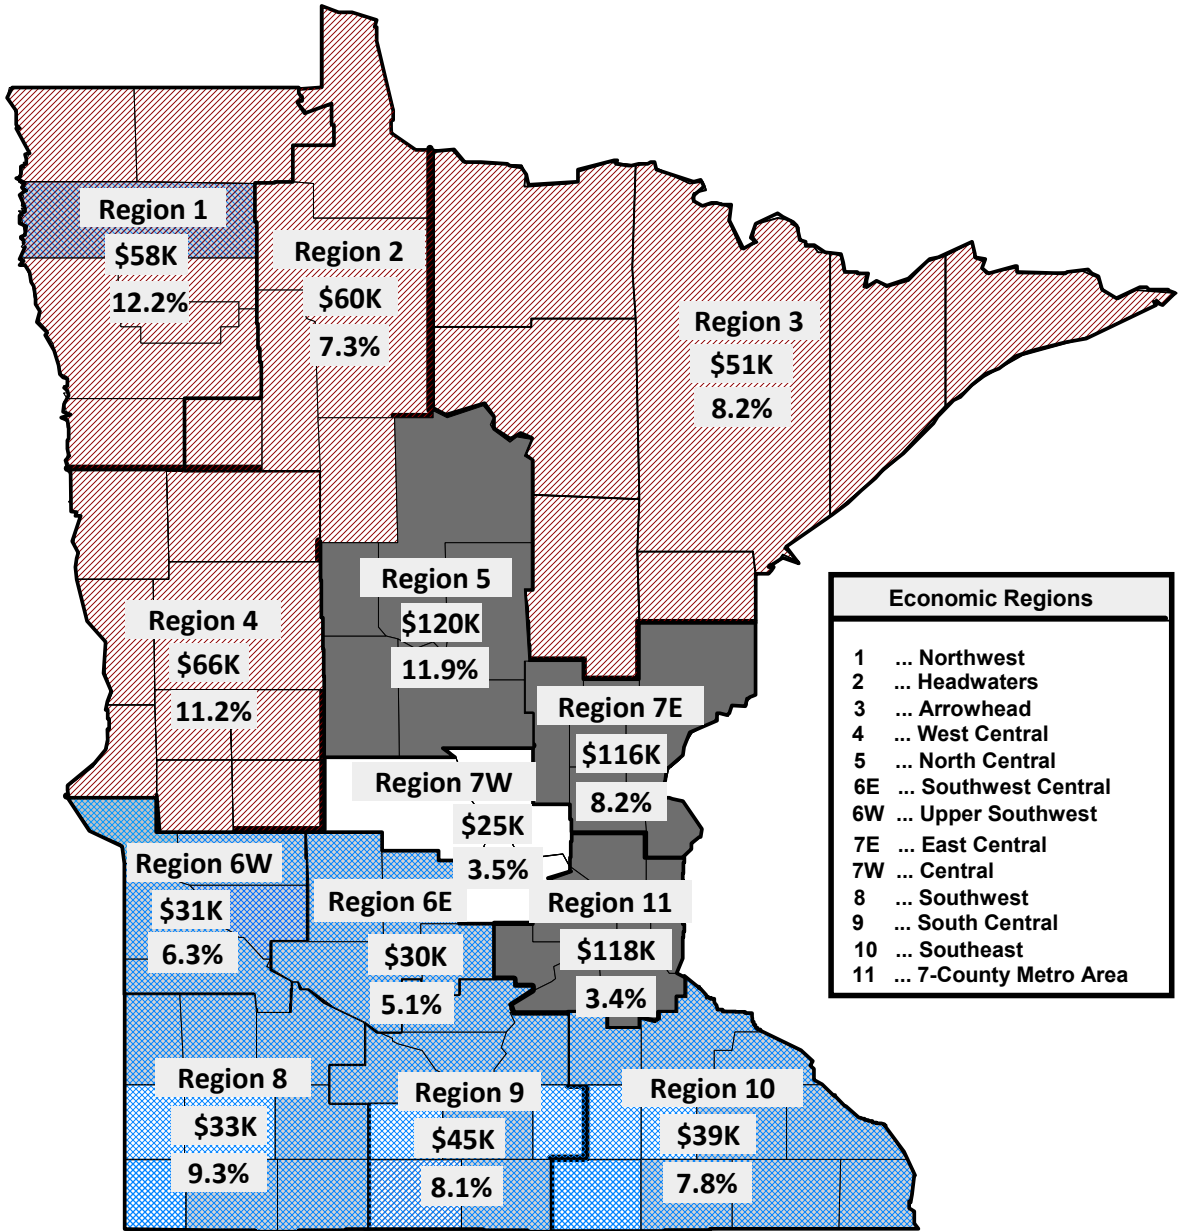 Region 1
$58K
12.2%
Region 2
$60K
7.3%
Region 3
$51K
8.2%
Region 4
$66K
11.2%
Region 5
$120K
11.9%
Region 7E
$116K
8.2%
Region 7W
$25K
3.5%
Region 6W
$31K
6.3%
Region 6E
$30K
5.1%
Region 11
$118K
3.4%
Region 8
$33K
9.3%
Region 9
$45K
8.1%
Region 10
$39K
7.8%
Economic Regions
1 ... Northwest
2 ... Headwaters
3 ... Arrowhead
4 ... West Central
5 ... North Central
6E ... Southwest Central
6W ... Upper Southwest
7E ... East Central
7W ... Central
8 ... Southwest
9 ... South Central
10 ... Southeast
11 ... 7-County Metro Area